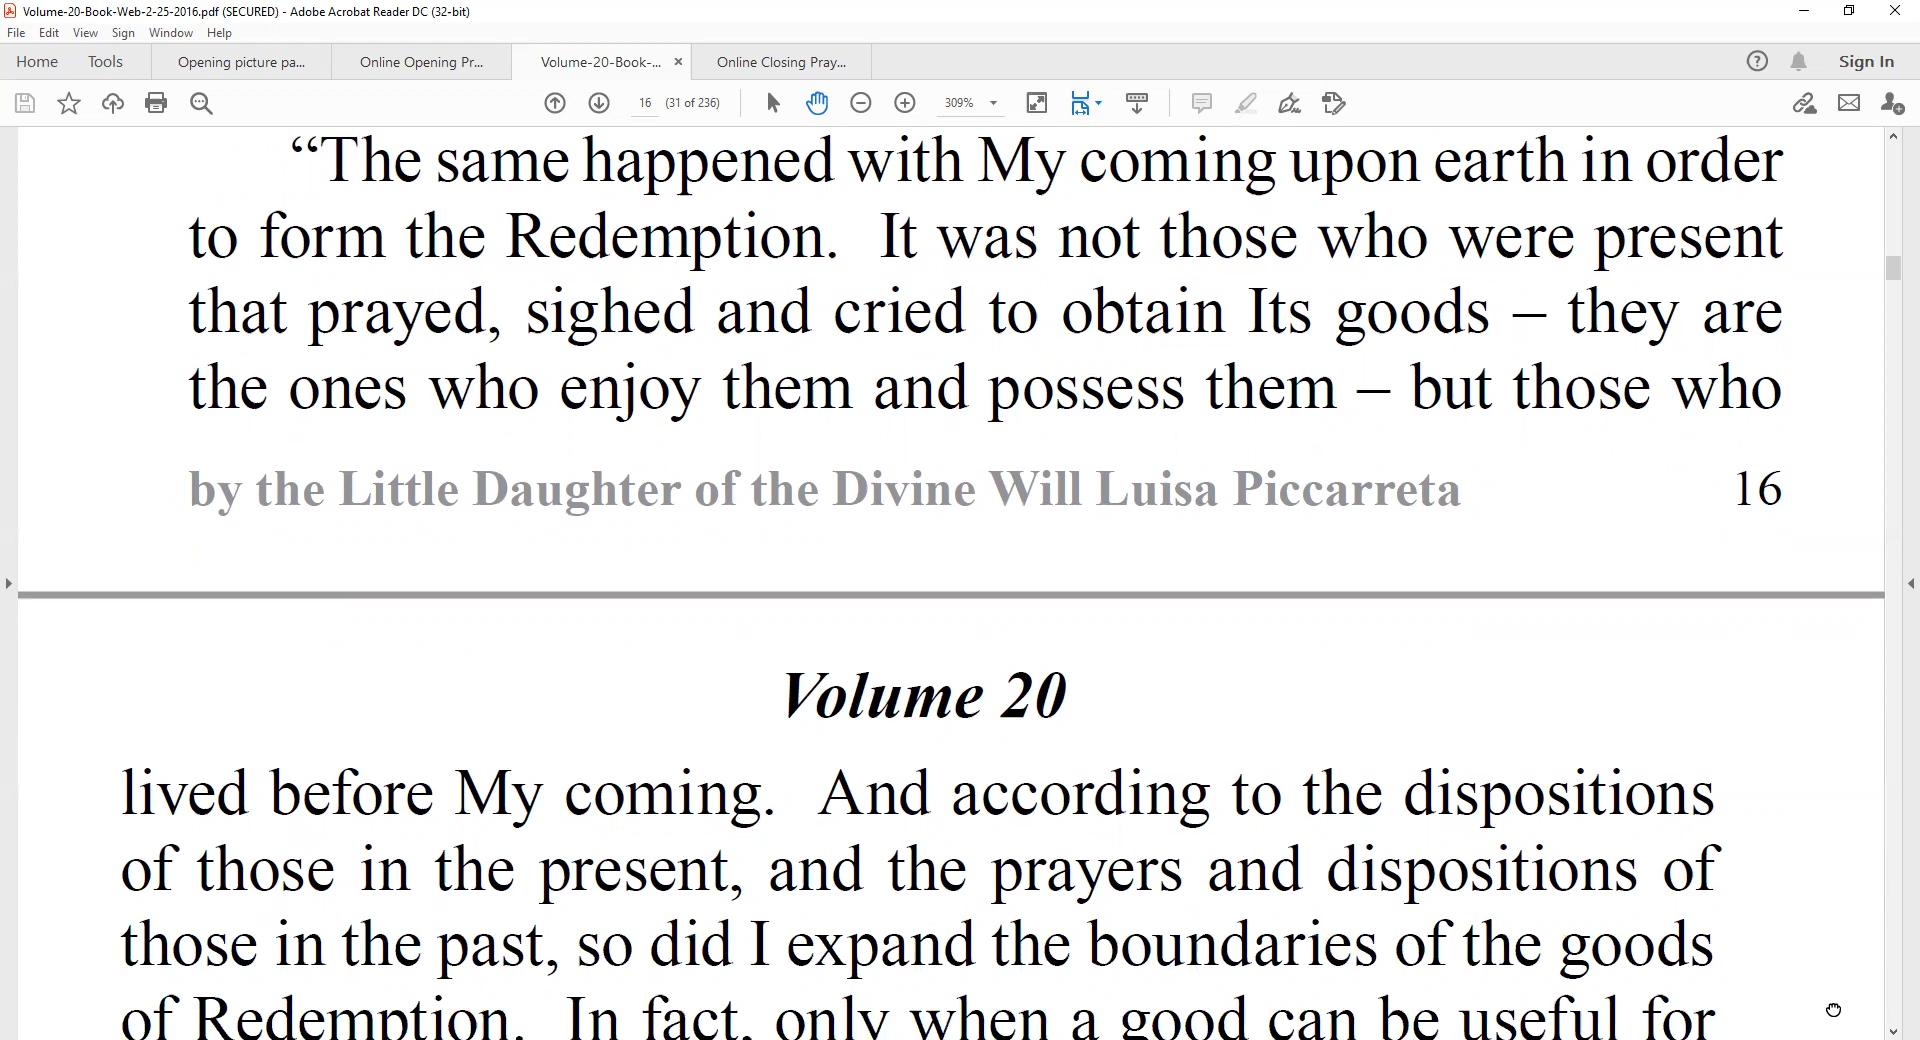 Volume-20-Book-Web-2-25-2016.pdf (SECURED) - Adobe Acrobat Reader DC (32-bit)
File Edit View Sign Window Help
Home Tools Opening picture pa... Online Opening Pr... Volume-20-Book-... × Online Closing Pray... Sign In
16 (31 of 236) 309%
“The same happened with My coming upon earth in order
to form the Redemption. It was not those who were present
that prayed, sighed and cried to obtain Its goods – they are
the ones who enjoy them and possess them – but those who
by the Little Daughter of the Divine Will Luisa Piccarreta 16
Volume 20
lived before My coming. And according to the dispositions
of those in the present, and the prayers and dispositions of
those in the past, so did I expand the boundaries of the goods
of Redemption. In fact, only when a good can be useful for